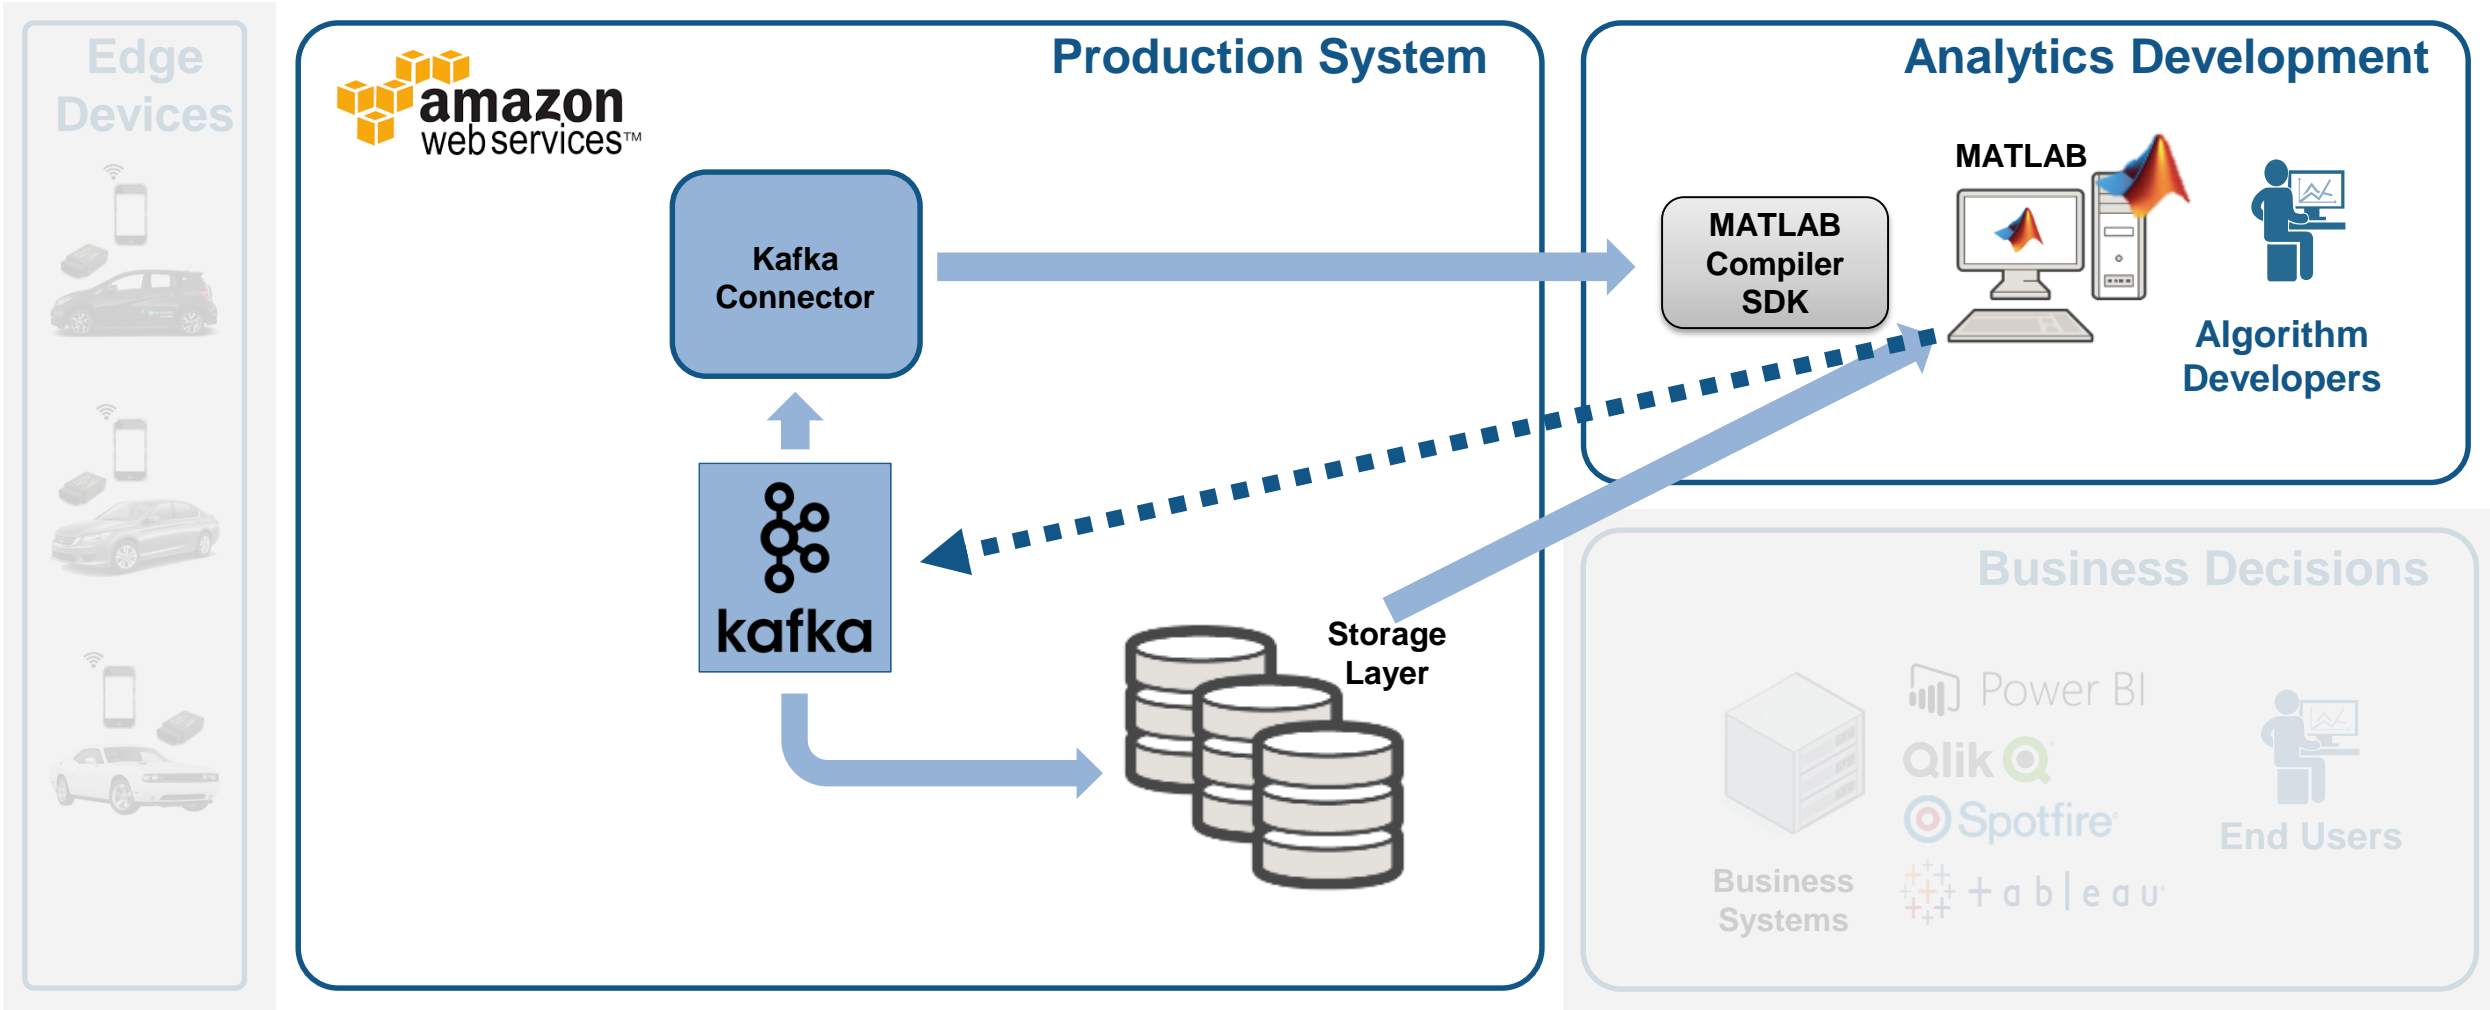 Edge
Devices
amazon
web services™
Production System
Kafka
Connector
kafka
Storage
Layer
Analytics Development
MATLAB
MATLAB
Compiler
SDK
Algorithm
Developers
Business Decisions
Power BI
Qlik
Spotfire
+ a b l e a u
Business
Systems
End Users